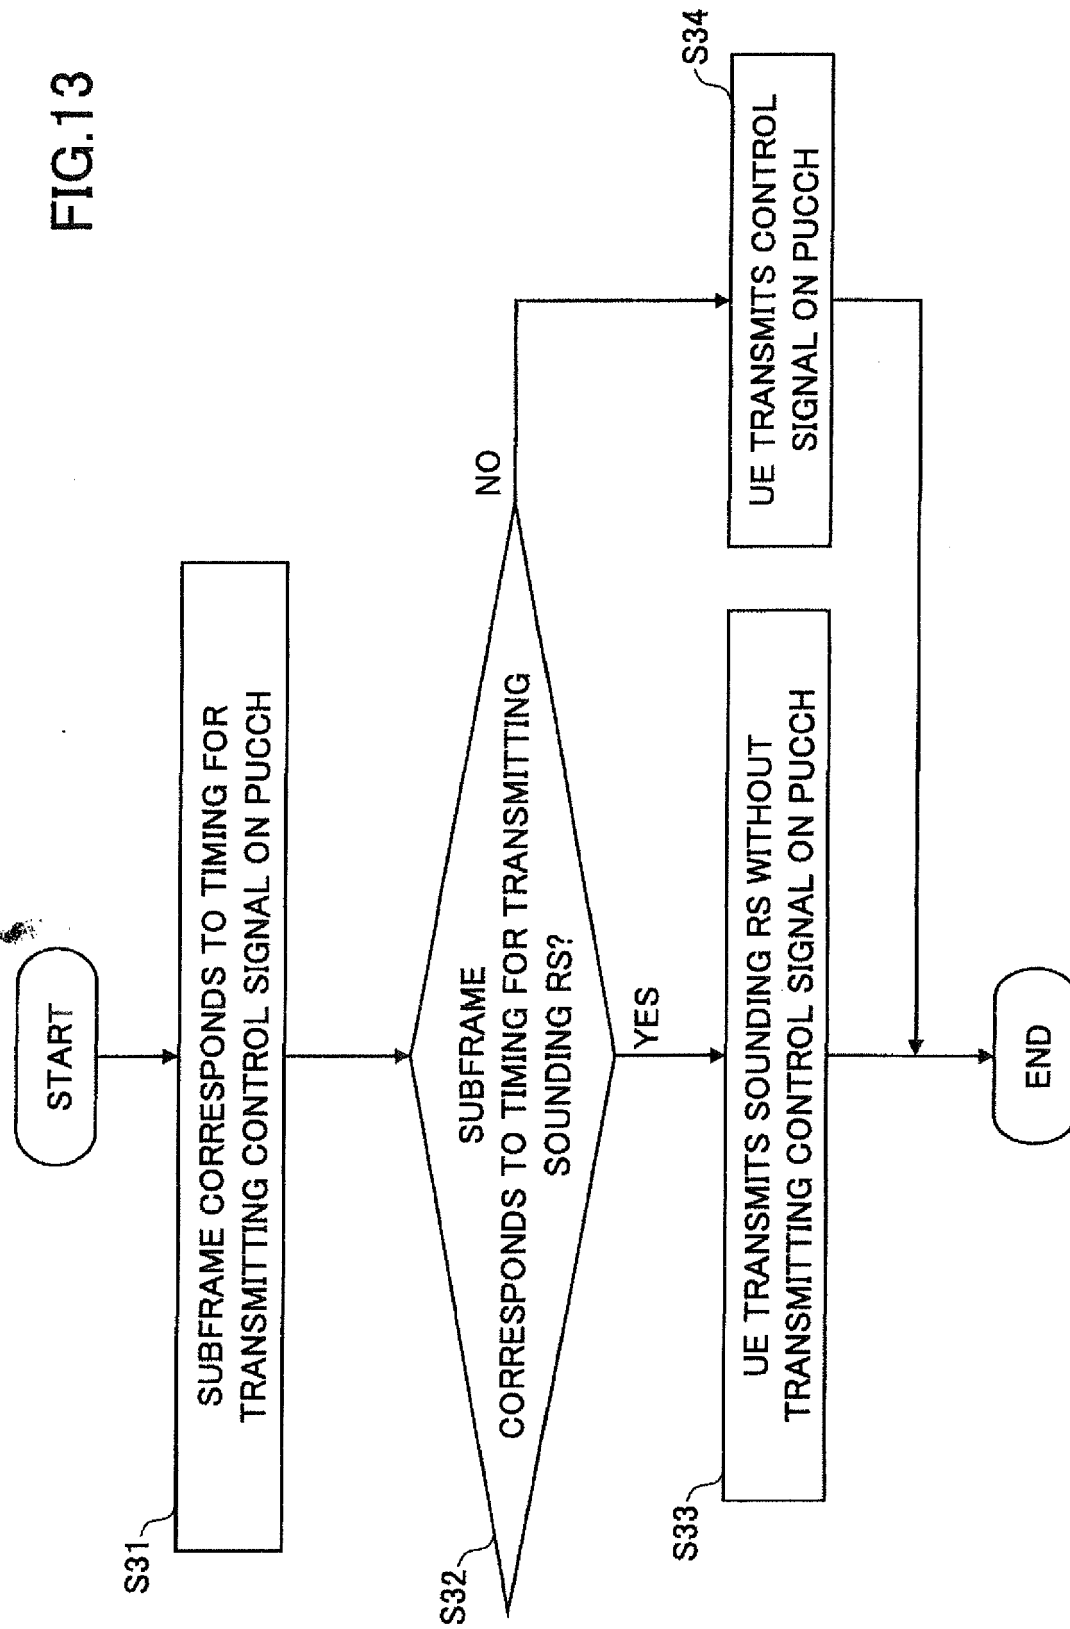 FIG.13
START
S31
SUBFRAME CORRESPONDS TO TIMING FOR
TRANSMITTING CONTROL SIGNAL ON PUCCH
S32
SUBFRAME
CORRESPONDS TO TIMING FOR TRANSMITTING
SOUNDING RS?
NO
YES
S33
UE TRANSMITS SOUNDING RS WITHOUT
TRANSMITTING CONTROL SIGNAL ON PUCCH
S34
UE TRANSMITS CONTROL
SIGNAL ON PUCCH
END